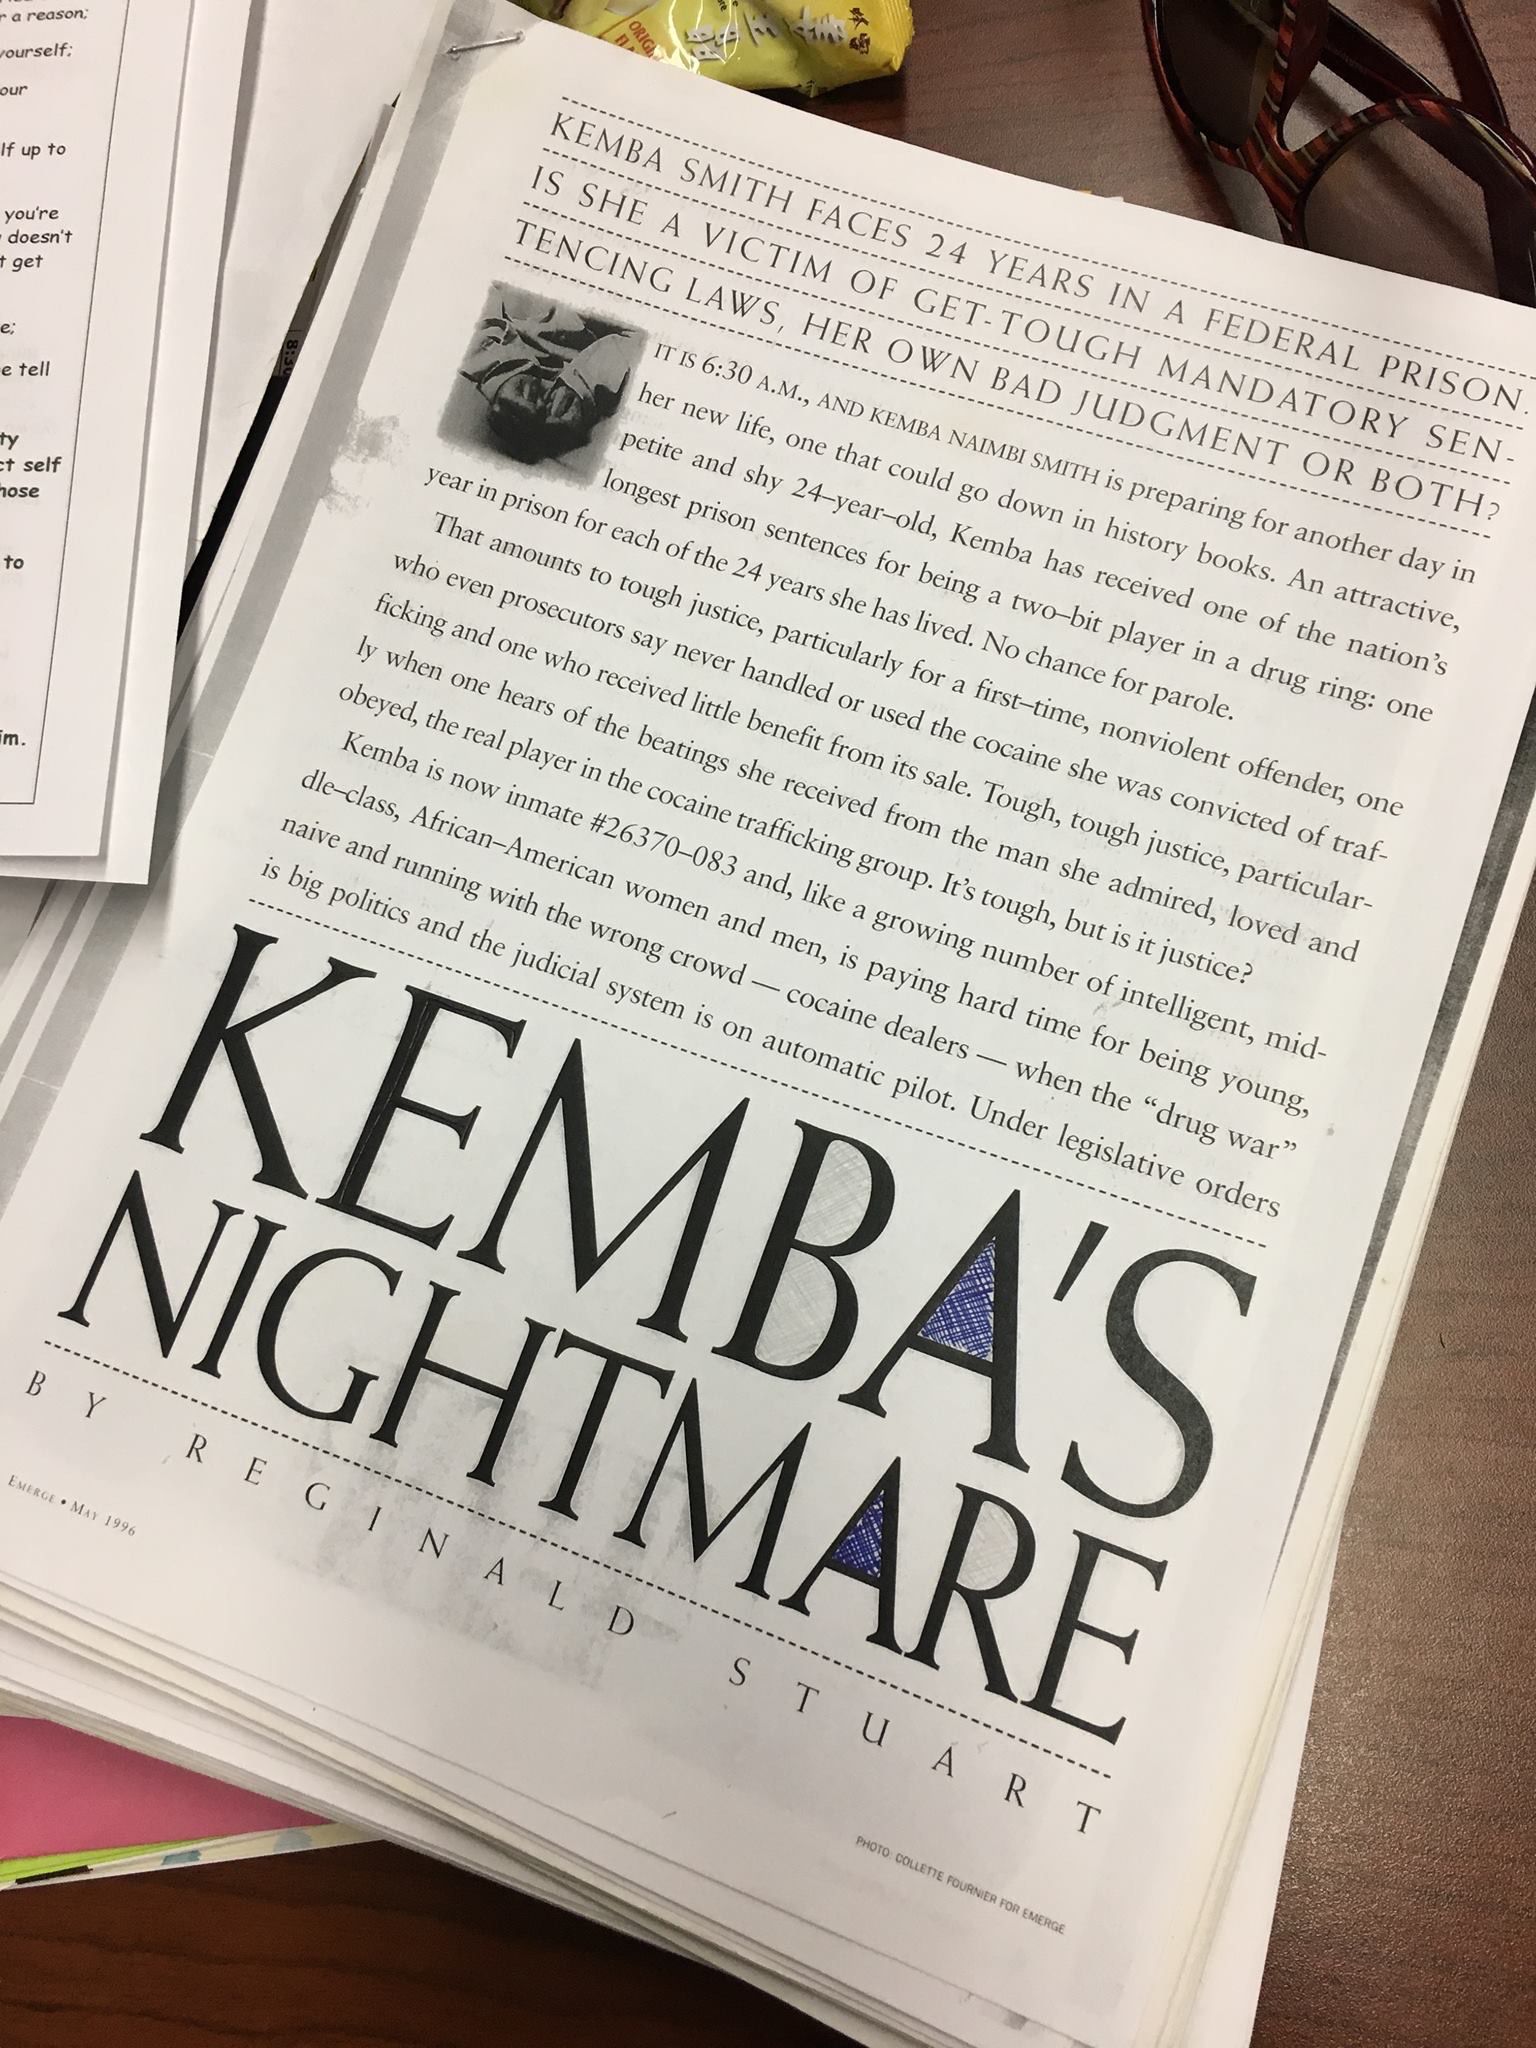 r a reason;
yourself;
our
lf up to
you're
doesn't
t get
e;
e tell
ty
ct self
hose
to
im.
8:30
ORIGI
KEMBA SMITH FACES 24 YEARS IN A FEDERAL PRISON.
IS SHE A VICTIM OF GET-TOUGH MANDATORY SEN-
TENCING LAWS, HER OWN BAD JUDGMENT OR BOTH?
IT IS 6:30 A.M., AND KEMBA NAIMBI SMITH is preparing for another day in
her new life, one that could go down in history books. An attractive,
petite and shy 24–year–old, Kemba has received one of the nation's
longest prison sentences for being a two–bit player in a drug ring: one
year in prison for each of the 24 years she has lived. No chance for parole.
That amounts to tough justice, particularly for a first–time, nonviolent offender, one
who even prosecutors say never handled or used the cocaine she was convicted of traf-
ficking and one who received little benefit from its sale. Tough, tough justice, particular-
ly when one hears of the beatings she received from the man she admired, loved and
obeyed, the real player in the cocaine trafficking group. It's tough, but is it justice?
Kemba is now inmate #26370–083 and, like a growing number of intelligent, mid-
dle–class, African–American women and men, is paying hard time for being young,
naive and running with the wrong crowd — cocaine dealers — when the "drug war"
is big politics and the judicial system is on automatic pilot. Under legislative orders
KEMBA'S
NIGHTMARE
BY REGINALD STUART
EMERGE • MAY 1996
PHOTO: COLLETTE FOURNIER FOR EMERGE